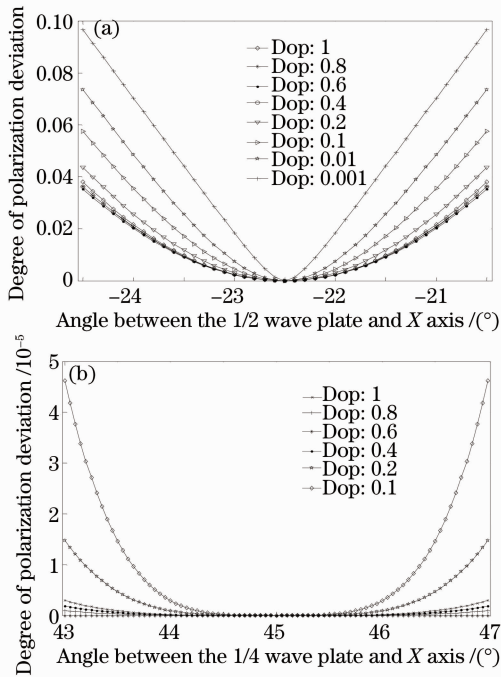 (a)
0.10
0.08
0.06
0.04
0.02
0
Degree of polarization deviation
Dop: 1
Dop: 0.8
Dop: 0.6
Dop: 0.4
Dop: 0.2
Dop: 0.1
Dop: 0.01
Dop: 0.001
−24 −23 −22 −21
Angle between the 1/2 wave plate and X axis /(°)
(b)
5
4
3
2
1
0
Degree of polarization deviation /10⁻⁵
Dop: 1
Dop: 0.8
Dop: 0.6
Dop: 0.4
Dop: 0.2
Dop: 0.1
43 44 45 46 47
Angle between the 1/4 wave plate and X axis /(°)